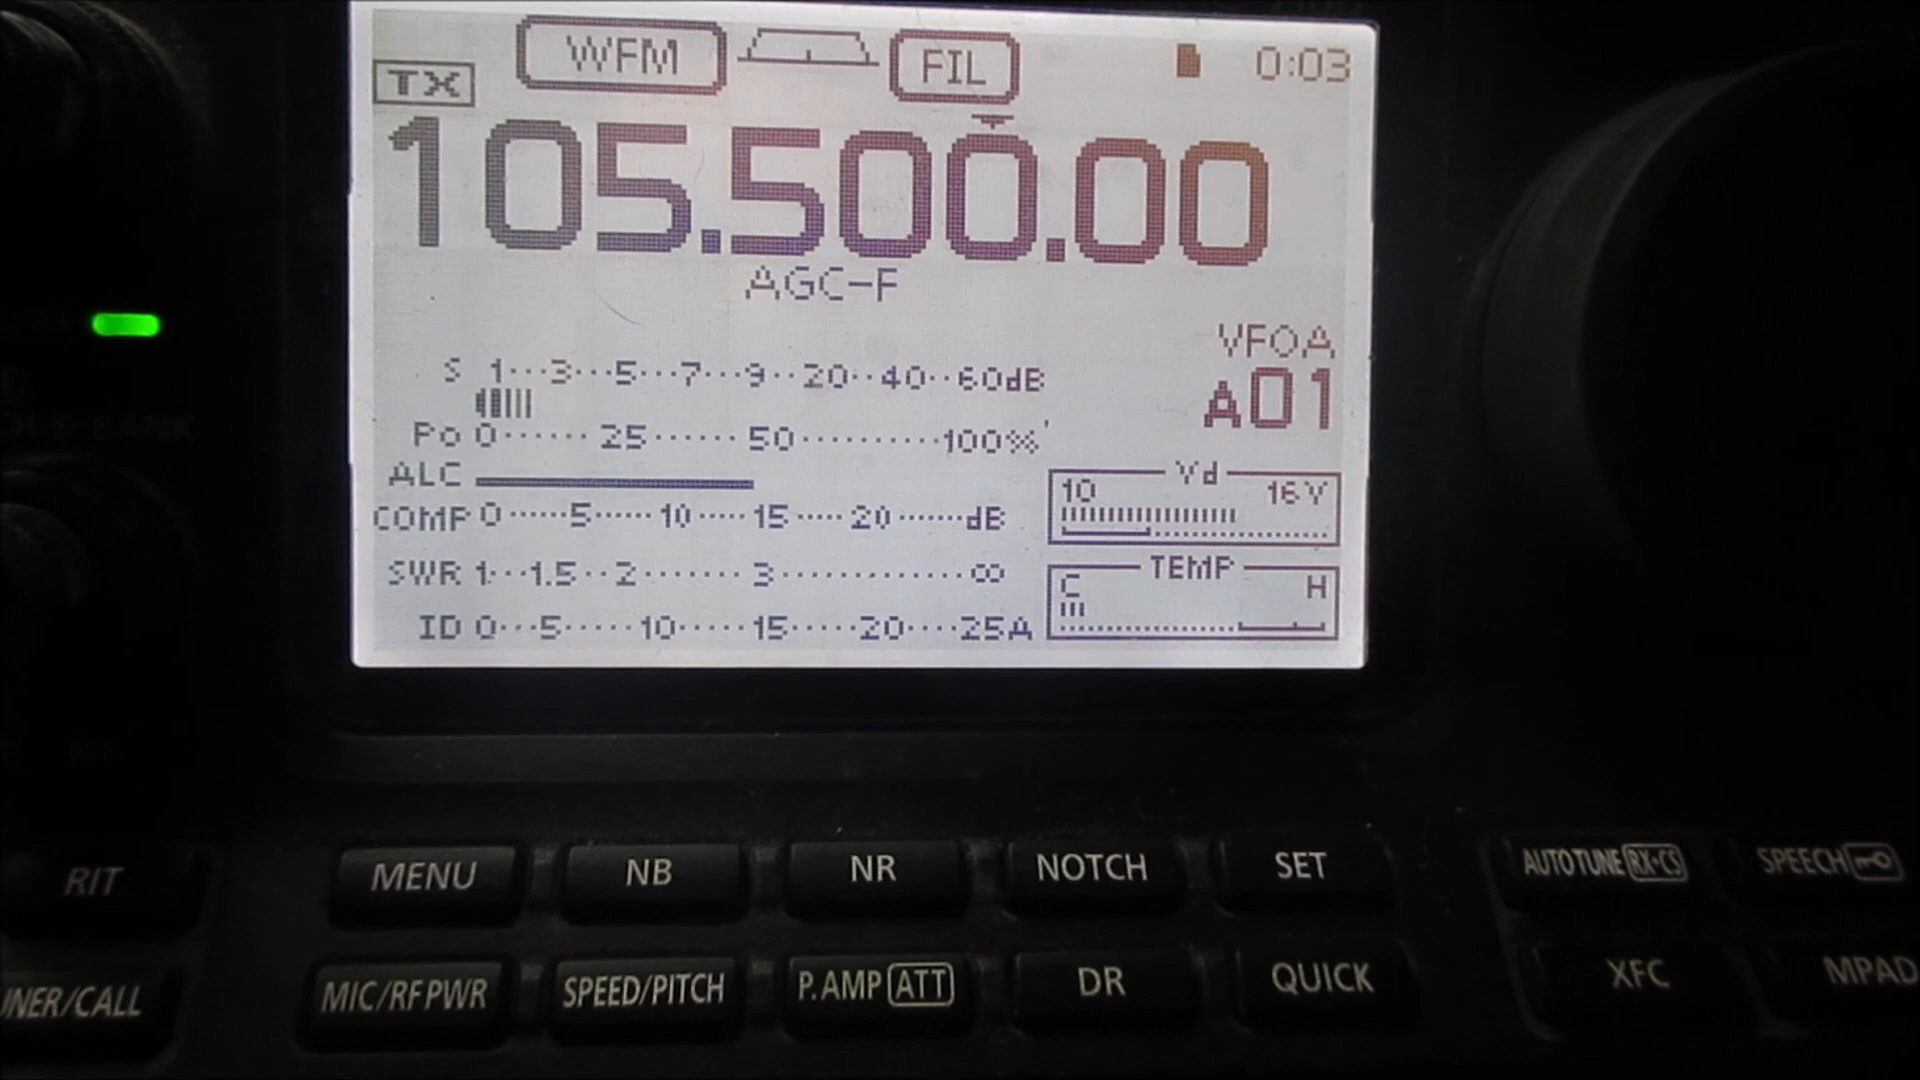 WFM FIL 0:03
TX
105.500.00
AGC-F
VFOA
A01
S 1···3···5···7···9··20··40··60dB
Po 0······25······50··········100%
ALC
COMP 0·····5·····10·····15·····20······dB
SWR 1···1.5··2·······3·············∞
ID 0···5·····10·····15·····20····25A
Vd
10 16V
TEMP
C H
RIT MENU NB NR NOTCH SET AUTO TUNE RX·CS SPEECH
NER/CALL MIC/RF PWR SPEED/PITCH P.AMP ATT DR QUICK XFC MPAD